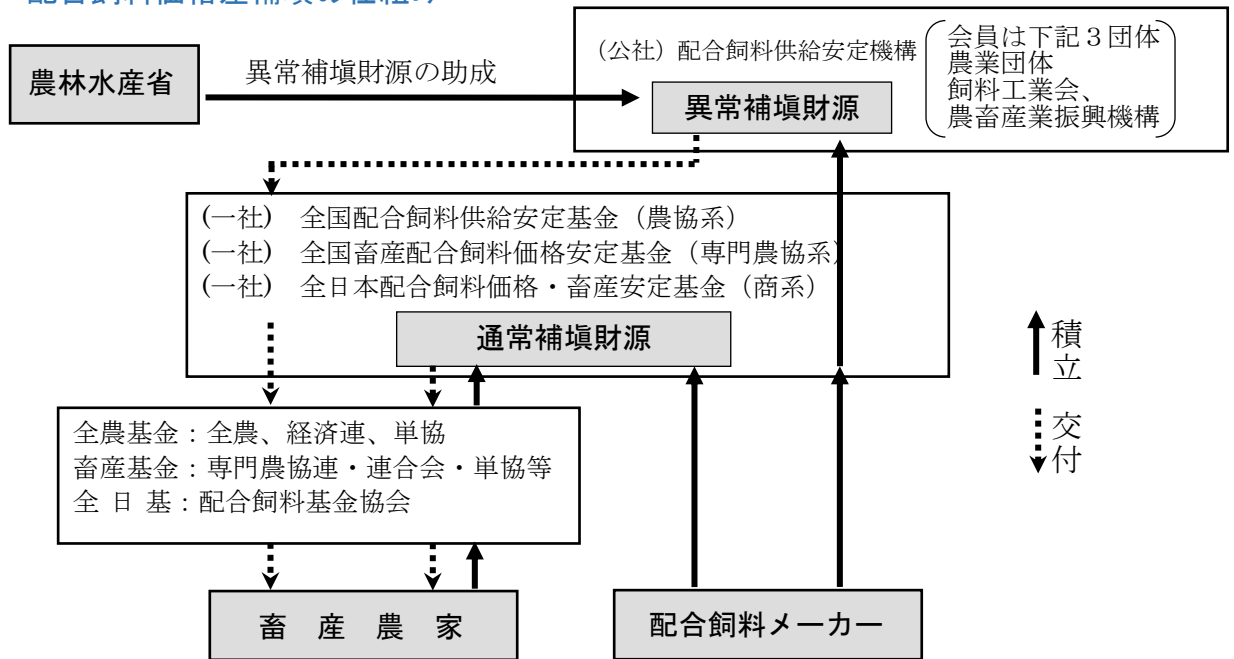 配合飼料価格差補填の仕組み
農林水産省
異常補塡財源の助成
（公社）配合飼料供給安定機構
会員は下記３団体
農業団体
飼料工業会、
農畜産業振興機構
異常補塡財源
(一社)　全国配合飼料供給安定基金（農協系）
(一社)　全国畜産配合飼料価格安定基金（専門農協系）
(一社)　全日本配合飼料価格・畜産安定基金（商系）
通常補塡財源
積立
交付
全農基金：全農、経済連、単協
畜産基金：専門農協連・連合会・単協等
全 日 基：配合飼料基金協会
畜　産　農　家
配合飼料メーカー